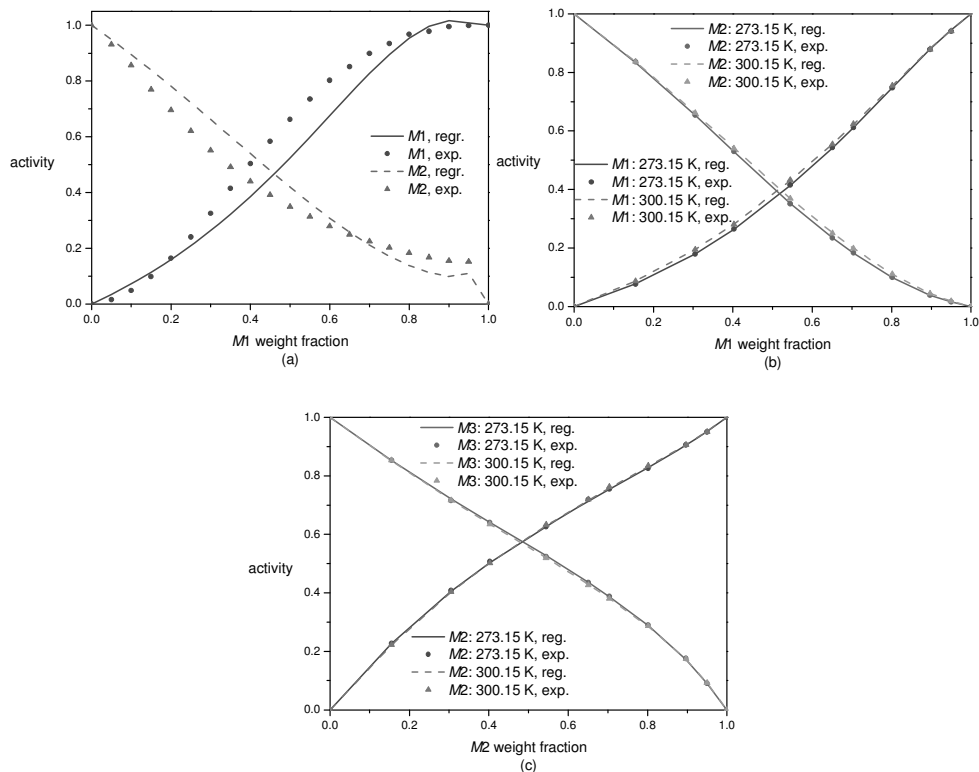 1.0
0.8
0.6
activity
0.4
0.2
0.0
M1, regr.
M1, exp.
M2, regr.
M2, exp.
0.0 0.2 0.4 0.6 0.8 1.0
M1 weight fraction
(a)
1.0
0.8
0.6
activity
0.4
0.2
0.0
M2: 273.15 K, reg.
M2: 273.15 K, exp.
M2: 300.15 K, reg.
M2: 300.15 K, exp.
M1: 273.15 K, reg.
M1: 273.15 K, exp.
M1: 300.15 K, reg.
M1: 300.15 K, exp.
0.0 0.2 0.4 0.6 0.8 1.0
M1 weight fraction
(b)
1.0
0.8
0.6
activity
0.4
0.2
0.0
M3: 273.15 K, reg.
M3: 273.15 K, exp.
M3: 300.15 K, reg.
M3: 300.15 K, exp.
M2: 273.15 K, reg.
M2: 273.15 K, exp.
M2: 300.15 K, reg.
M2: 300.15 K, exp.
0.0 0.2 0.4 0.6 0.8 1.0
M2 weight fraction
(c)